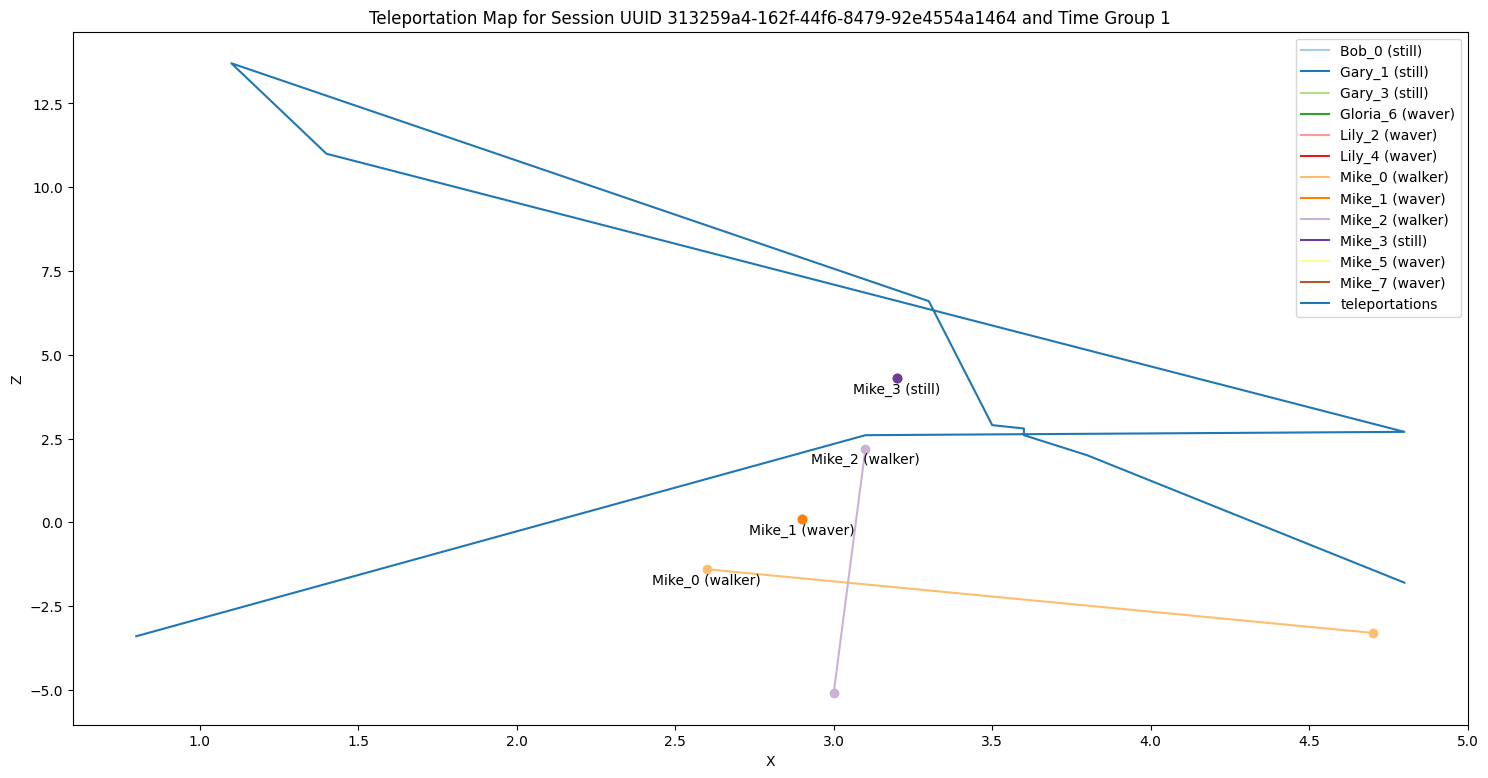 Teleportation Map for Session UUID 313259a4-162f-44f6-8479-92e4554a1464 and Time Group 1
Bob_0 (still)
Gary_1 (still)
Gary_3 (still)
Gloria_6 (waver)
Lily_2 (waver)
Lily_4 (waver)
Mike_0 (walker)
Mike_1 (waver)
Mike_2 (walker)
Mike_3 (still)
Mike_5 (waver)
Mike_7 (waver)
teleportations
12.5
10.0
7.5
5.0
2.5
0.0
−2.5
−5.0
Z
Mike_3 (still)
Mike_2 (walker)
Mike_1 (waver)
Mike_0 (walker)
1.0 1.5 2.0 2.5 3.0 3.5 4.0 4.5 5.0
X